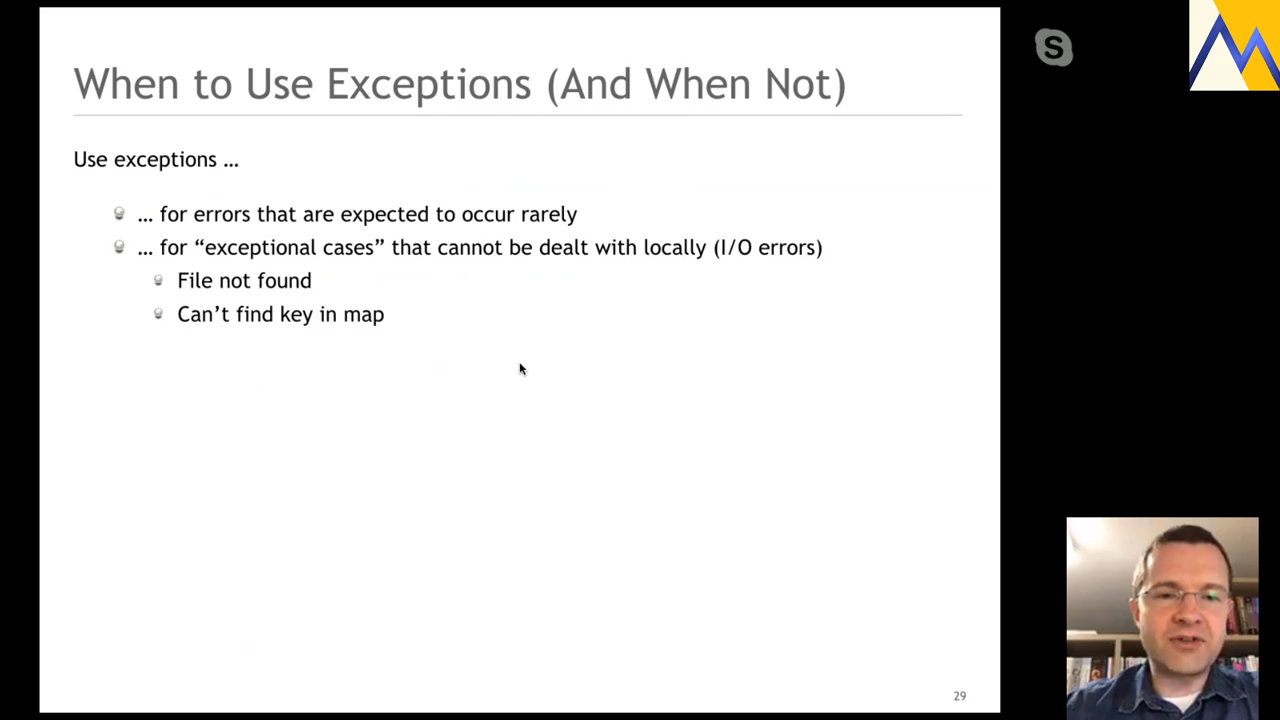 When to Use Exceptions (And When Not)
Use exceptions …
… for errors that are expected to occur rarely
… for “exceptional cases” that cannot be dealt with locally (I/O errors)
File not found
Can’t find key in map
29